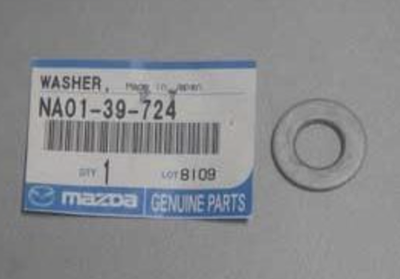 WASHER, Made in Japan
NA01-39-724
QTY 1 LOT 8109
mazda GENUINE PARTS